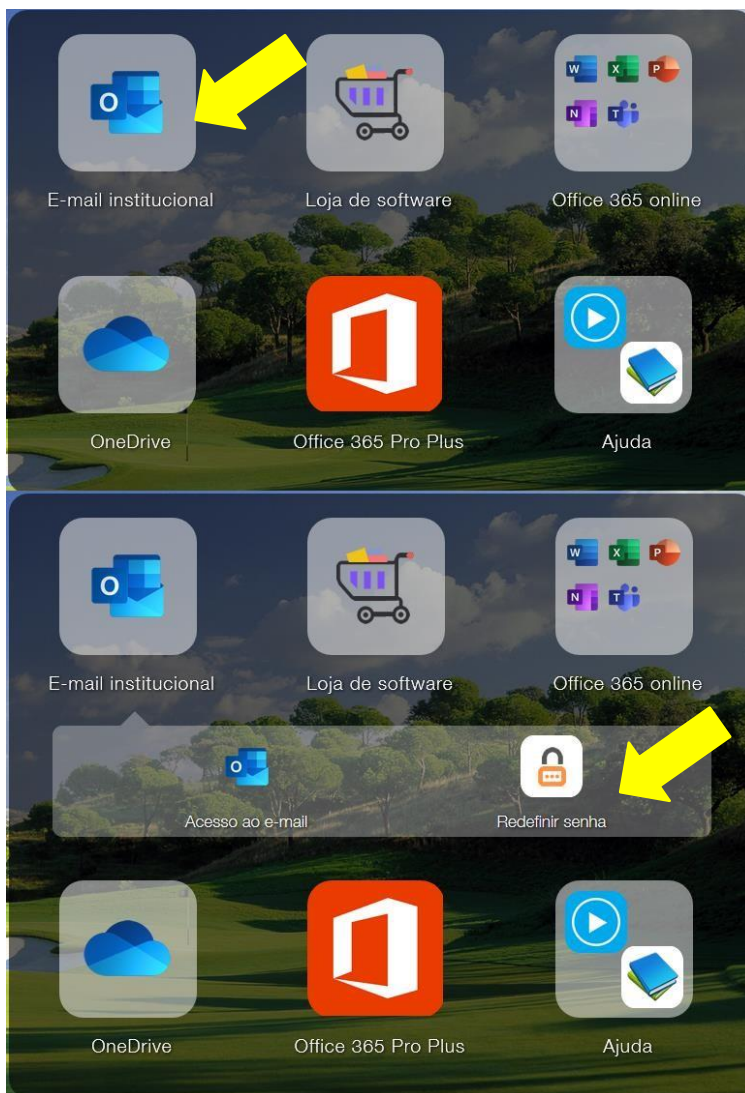 O
W
X
P
N
T
E-mail institucional
Loja de software
Office 365 online
OneDrive
Office 365 Pro Plus
Ajuda
O
W
X
P
N
T
E-mail institucional
Loja de software
Office 365 online
O
Acesso ao e-mail
Redefinir senha
OneDrive
Office 365 Pro Plus
Ajuda